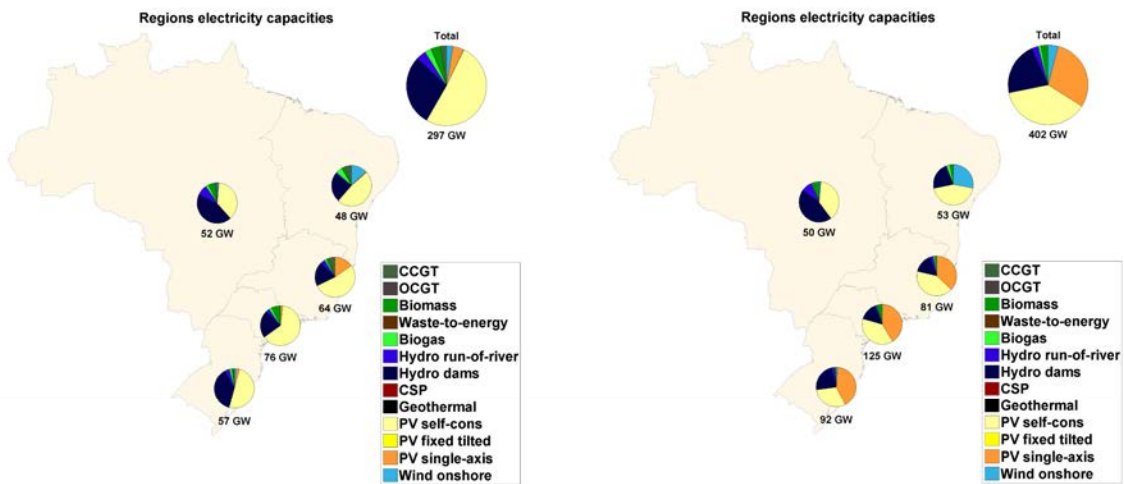 Regions electricity capacities
Total
297 GW
48 GW
52 GW
64 GW
76 GW
57 GW
CCGT
OCGT
Biomass
Waste-to-energy
Biogas
Hydro run-of-river
Hydro dams
CSP
Geothermal
PV self-cons
PV fixed tilted
PV single-axis
Wind onshore
Regions electricity capacities
Total
402 GW
53 GW
50 GW
81 GW
125 GW
92 GW
CCGT
OCGT
Biomass
Waste-to-energy
Biogas
Hydro run-of-river
Hydro dams
CSP
Geothermal
PV self-cons
PV fixed tilted
PV single-axis
Wind onshore